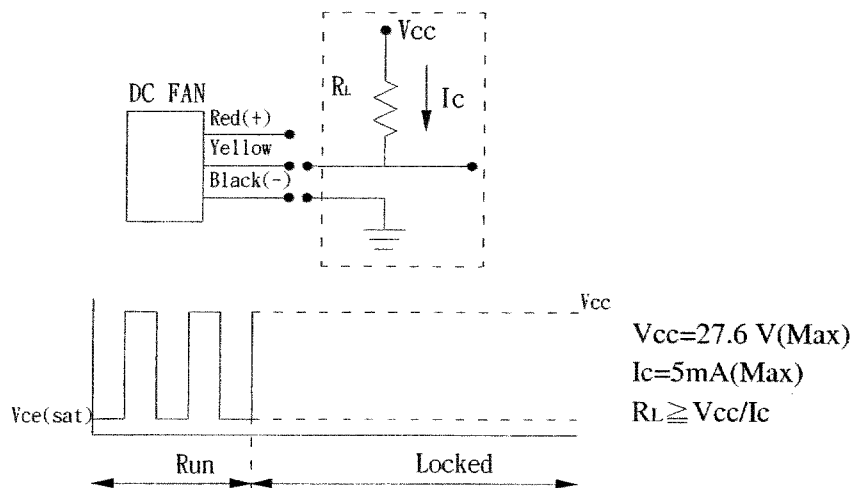 Vcc
DC FAN
RL
Ic
Red(+)
Yellow
Black(-)
Vcc
Vcc=27.6 V(Max)
Ic=5mA(Max)
RL≧Vcc/Ic
Vce(sat)
Run
Locked